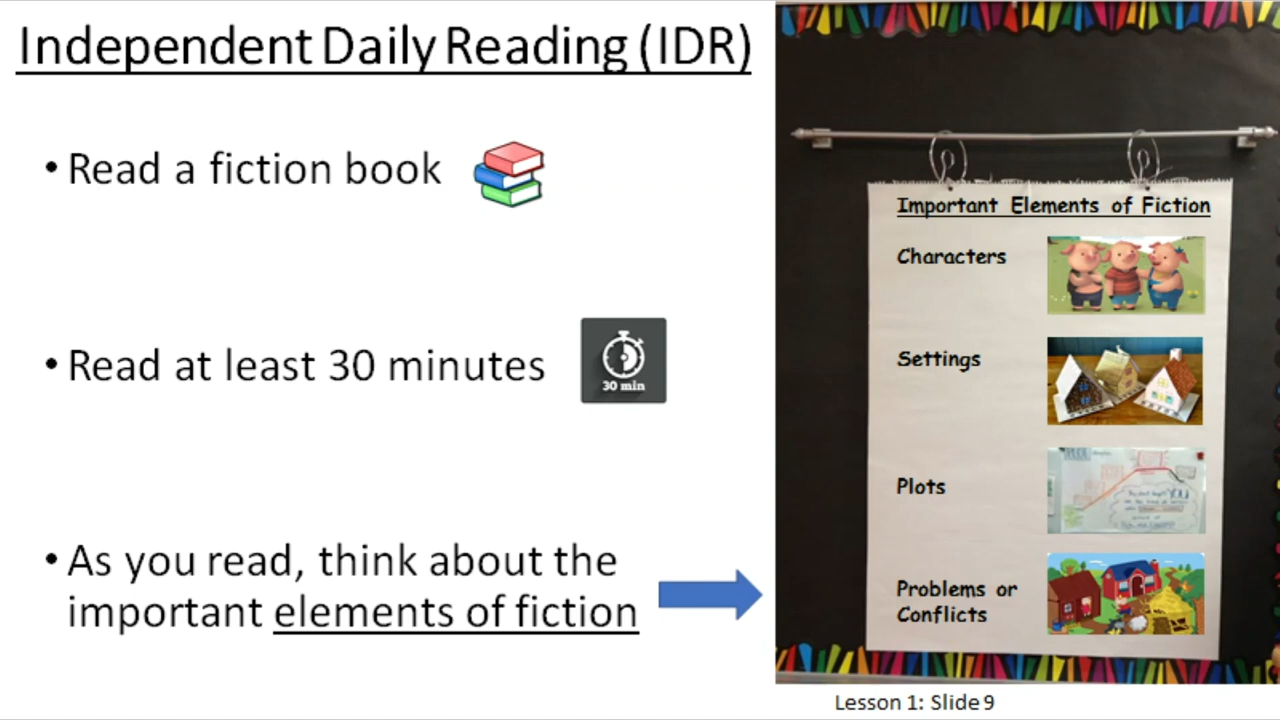 Independent Daily Reading (IDR)
• Read a fiction book
• Read at least 30 minutes
30 min
• As you read, think about the
important elements of fiction
Important Elements of Fiction
Characters
Settings
Plots
YOU
Problems or
Conflicts
Lesson 1: Slide 9